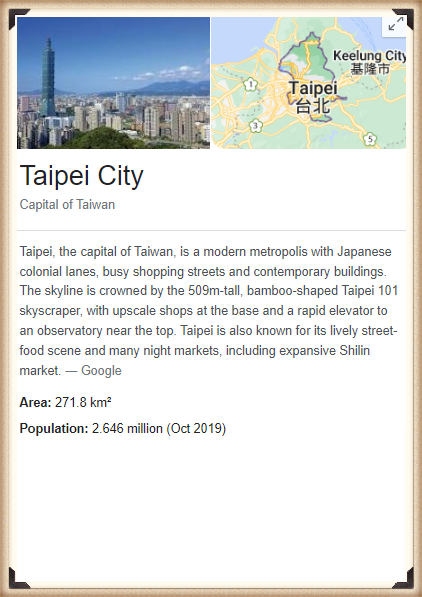 Keelung City
基隆市
Taipei
台北
1
3
5
Taipei City
Capital of Taiwan
Taipei, the capital of Taiwan, is a modern metropolis with Japanese
colonial lanes, busy shopping streets and contemporary buildings.
The skyline is crowned by the 509m-tall, bamboo-shaped Taipei 101
skyscraper, with upscale shops at the base and a rapid elevator to
an observatory near the top. Taipei is also known for its lively street-
food scene and many night markets, including expansive Shilin
market. — Google
Area: 271.8 km²
Population: 2.646 million (Oct 2019)